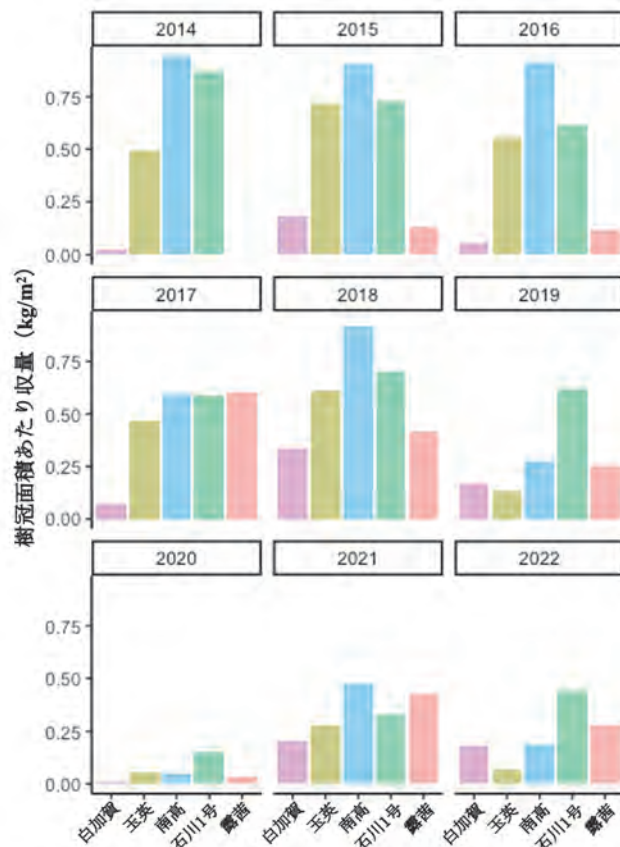 2014
2015
2016
0.75
0.50
0.25
0.00
2017
2018
2019
0.75
0.50
0.25
0.00
2020
2021
2022
0.75
0.50
0.25
0.00
樹冠面積あたり収量（kg/m²）
白加賀
玉英
南高
石川1号
露茜
白加賀
玉英
南高
石川1号
露茜
白加賀
玉英
南高
石川1号
露茜